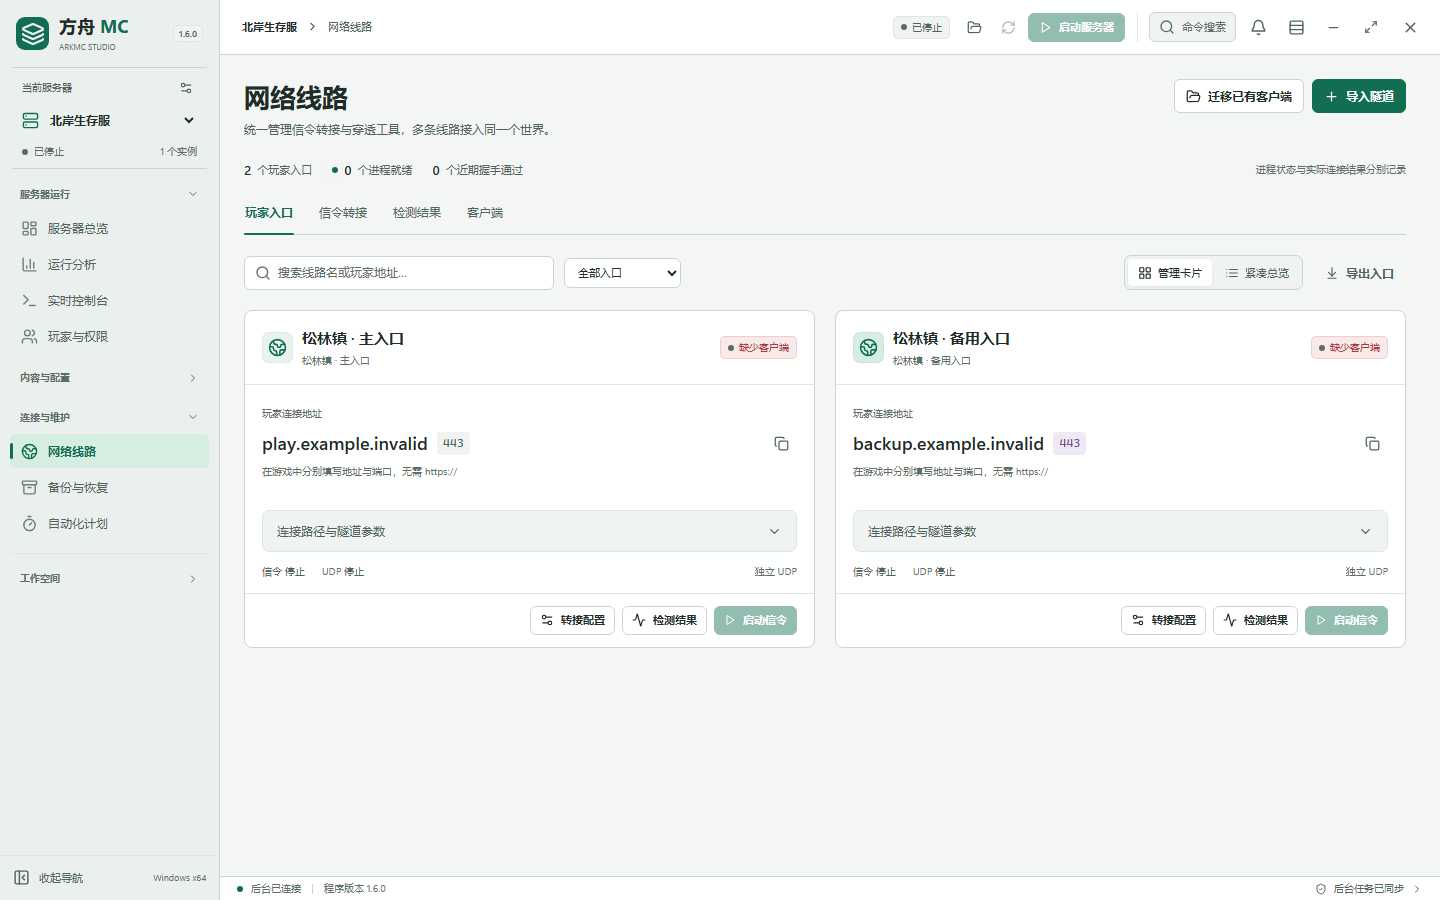 方舟 MC
ARKMC STUDIO
1.6.0
当前服务器
北岸生存服
已停止
1 个实例
服务器运行
服务器总览
运行分析
实时控制台
玩家与权限
内容与配置
连接与维护
网络线路
备份与恢复
自动化计划
工作空间
收起导航
Windows x64
北岸生存服 > 网络线路
已停止
启动服务器
命令搜索
网络线路
统一管理信令转接与穿透工具，多条线路接入同一个世界。
迁移已有客户端
导入隧道
2 个玩家入口
0 个进程就绪
0 个近期握手通过
进程状态与实际连接结果分别记录
玩家入口
信令转接
检测结果
客户端
搜索线路名或玩家地址...
全部入口
管理卡片
紧凑总览
导出入口
松林镇 · 主入口
松林镇 · 主入口
缺少客户端
玩家连接地址
play.example.invalid 443
在游戏中分别填写地址与端口，无需 https://
连接路径与隧道参数
信令 停止
UDP 停止
独立 UDP
转接配置
检测结果
启动信令
松林镇 · 备用入口
松林镇 · 备用入口
缺少客户端
玩家连接地址
backup.example.invalid 443
在游戏中分别填写地址与端口，无需 https://
连接路径与隧道参数
信令 停止
UDP 停止
独立 UDP
转接配置
检测结果
启动信令
后台已连接
程序版本 1.6.0
后台任务已同步